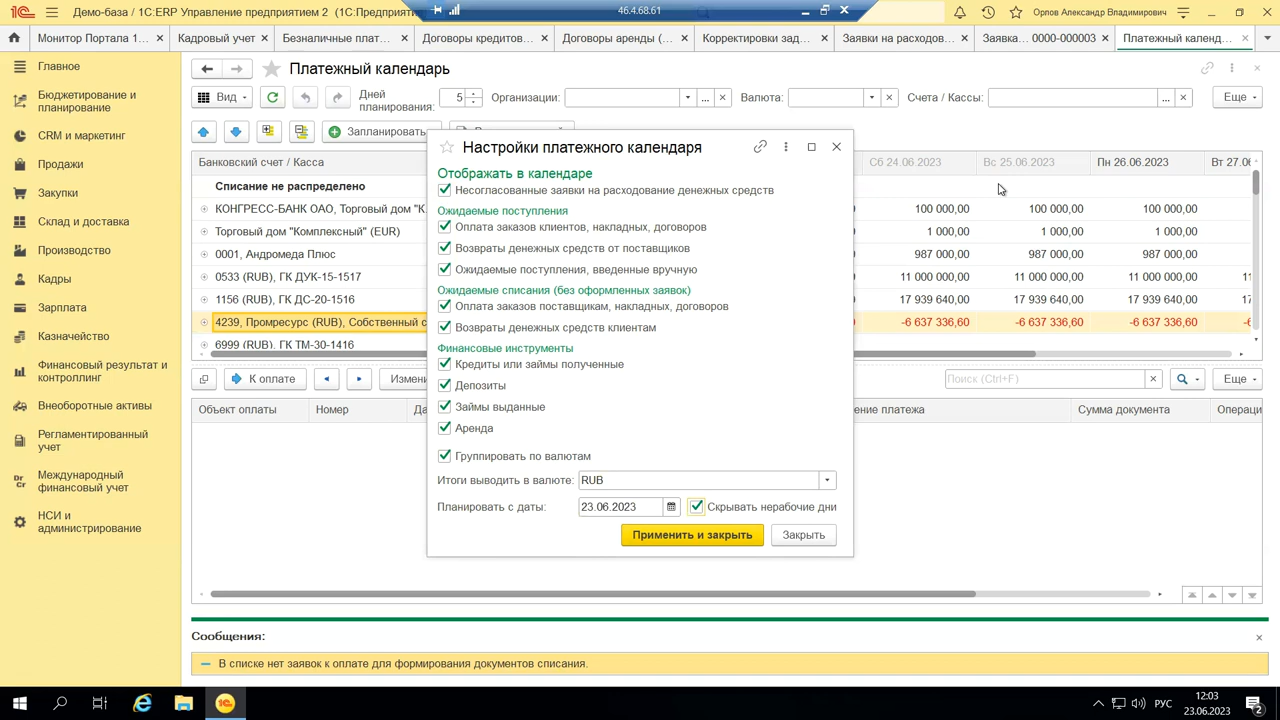 Демо-база / 1С:ERP Управление предприятием 2 (1С:Предприяти
46.4.68.61
Орлов Александр Владимирович
Монитор Портала 1...
Кадровый учет
Безналичные плат...
Договоры кредитов...
Договоры аренды (...
Корректировки зад...
Заявки на расходов...
Заявка... 0000-000003
Платежный календ...
Главное
Бюджетирование и
планирование
CRM и маркетинг
Продажи
Закупки
Склад и доставка
Производство
Кадры
Зарплата
Казначейство
Финансовый результат и
контроллинг
Внеоборотные активы
Регламентированный
учет
Международный
финансовый учет
НСИ и
администрирование
Платежный календарь
Вид
Дней
планирования:
5
Организации:
Валюта:
Счета / Кассы:
Еще
Запланировать
Банковский счет / Касса
Сб 24.06.2023
Вс 25.06.2023
Пн 26.06.2023
Вт 27.0
Списание не распределено
КОНГРЕСС-БАНК ОАО, Торговый дом "К.
100 000,00
100 000,00
100 000,00
Торговый дом "Комплексный" (EUR)
1 000,00
1 000,00
1 000,00
0001, Андромеда Плюс
987 000,00
987 000,00
987 000,00
0533 (RUB), ГК ДУК-15-1517
11 000 000,00
11 000 000,00
11 000 000,00
1156 (RUB), ГК ДС-20-1516
17 939 640,00
17 939 640,00
17 939 640,00
4239, Промресурс (RUB), Собственный с
-6 637 336,60
-6 637 336,60
-6 637 336,60
6999 (RUB), ГК ТМ-30-1416
К оплате
Измени
Поиск (Ctrl+F)
Еще
Объект оплаты
Номер
Да
ение платежа
Сумма документа
Операци
Настройки платежного календаря
Отображать в календаре
Несогласованные заявки на расходование денежных средств
Ожидаемые поступления
Оплата заказов клиентов, накладных, договоров
Возвраты денежных средств от поставщиков
Ожидаемые поступления, введенные вручную
Ожидаемые списания (без оформленных заявок)
Оплата заказов поставщикам, накладных, договоров
Возвраты денежных средств клиентам
Финансовые инструменты
Кредиты или займы полученные
Депозиты
Займы выданные
Аренда
Группировать по валютам
Итоги выводить в валюте:
RUB
Планировать с даты:
23.06.2023
Скрывать нерабочие дни
Применить и закрыть
Закрыть
Сообщения:
В списке нет заявок к оплате для формирования документов списания.
РУС
12:03
23.06.2023
2